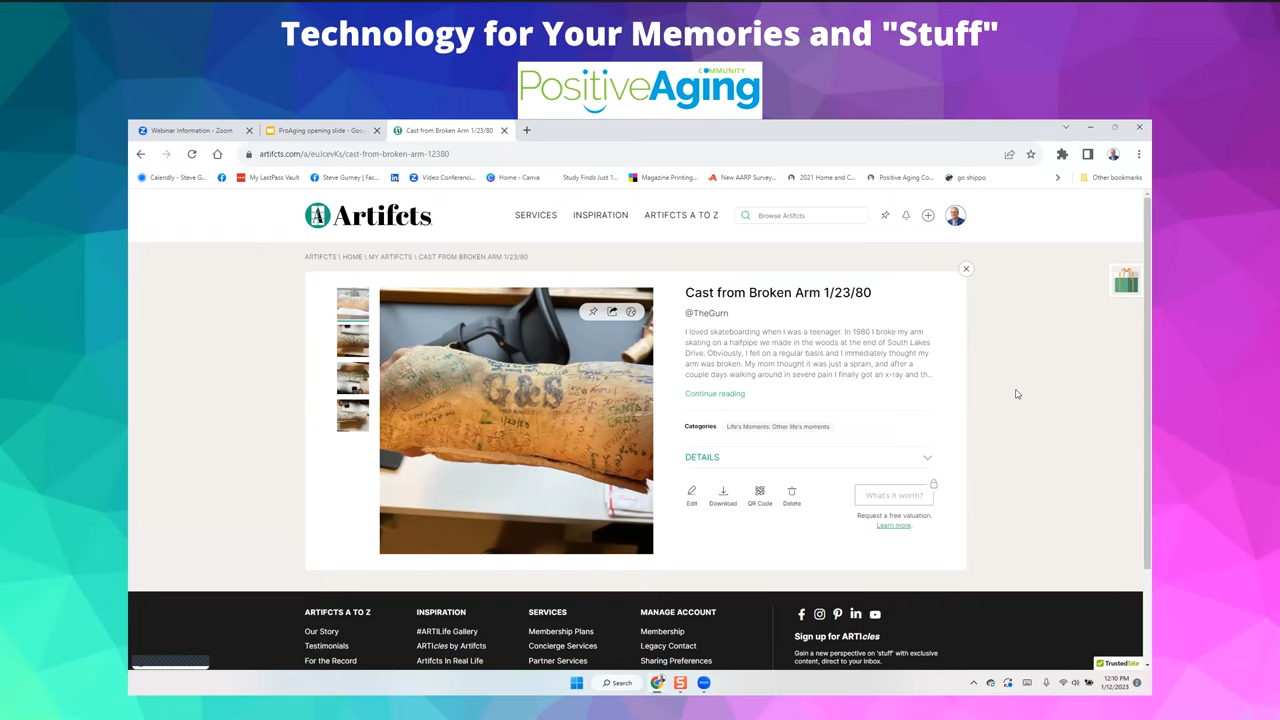 Technology for Your Memories and "Stuff"
COMMUNITY
PositiveAging
Webinar Information - Zoom
ProAging opening slide - Goo
Cast from Broken Arm 1/23/80
artifcts.com/a/euJcevKs/cast-from-broken-arm-12380
Calendly - Steve G...
My LastPass Vault
Steve Gurney | Fac...
Video Conferenci...
Home - Canva
Study Finds Just 1...
Magazine Printing,...
New AARP Survey...
2021 Home and C...
Positive Aging Co...
go shippo
Other bookmarks
Artifcts
SERVICES
INSPIRATION
ARTIFCTS A TO Z
Browse Artifcts
ARTIFCTS \ HOME \ MY ARTIFCTS \ CAST FROM BROKEN ARM 1/23/80
Cast from Broken Arm 1/23/80
@TheGurn
I loved skateboarding when I was a teenager. In 1980 I broke my arm
skating on a halfpipe we made in the woods at the end of South Lakes
Drive. Obviously, I fell on a regular basis and I immediately thought my
arm was broken. My mom thought it was just a sprain, and after a
couple days walking around in severe pain I finally got an x-ray and th...
Continue reading
G&S
1/23/80
SANTA
CRUZ
Categories
Life's Moments: Other life's moments
DETAILS
Edit
Download
QR Code
Delete
What's it worth?
Request a free valuation.
Learn more.
ARTIFCTS A TO Z
Our Story
Testimonials
For the Record
INSPIRATION
#ARTILife Gallery
ARTIcles by Artifcts
Artifcts In Real Life
SERVICES
Membership Plans
Concierge Services
Partner Services
MANAGE ACCOUNT
Membership
Legacy Contact
Sharing Preferences
Sign up for ARTIcles
Gain a new perspective on 'stuff' with exclusive
content, direct to your inbox.
TrustedSite
Search
12:10 PM
1/12/2023